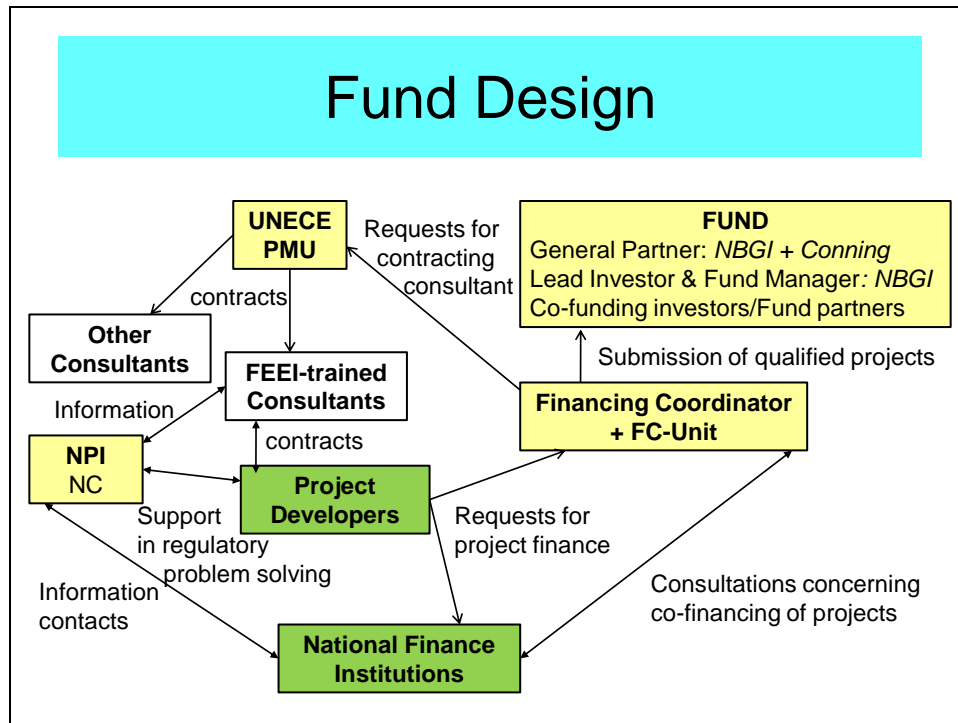 Fund Design
UNECE
PMU
Requests for
contracting
consultant
FUND
General Partner: NBGI + Conning
Lead Investor & Fund Manager: NBGI
Co-funding investors/Fund partners
contracts
Other
Consultants
FEEI-trained
Consultants
Submission of qualified projects
Information
Financing Coordinator
+ FC-Unit
contracts
NPI
NC
Project
Developers
Support
in regulatory
problem solving
Requests for
project finance
Information
contacts
Consultations concerning
co-financing of projects
National Finance
Institutions